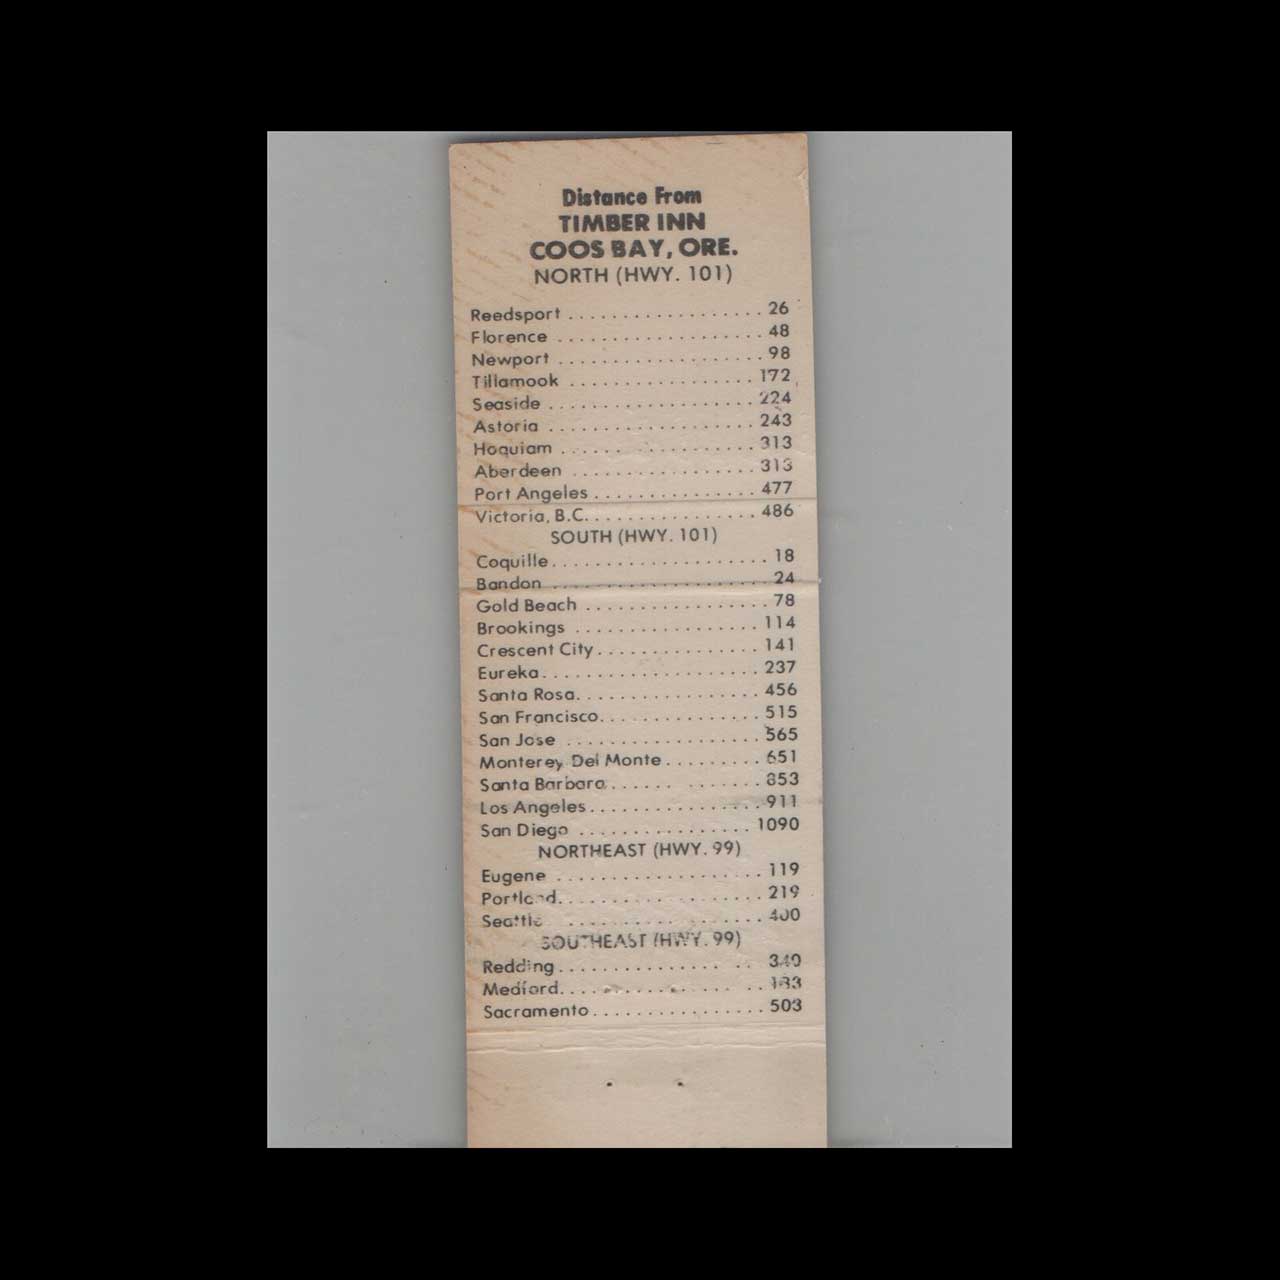 Distance From
TIMBER INN
COOS BAY, ORE.
NORTH (HWY. 101)
Reedsport . . . . . . . . . . . . . . . . . . 26
Florence . . . . . . . . . . . . . . . . . . . 48
Newport . . . . . . . . . . . . . . . . . . . 98
Tillamook . . . . . . . . . . . . . . . . . 172
Seaside . . . . . . . . . . . . . . . . . . . 224
Astoria . . . . . . . . . . . . . . . . . . . 243
Hoquiam . . . . . . . . . . . . . . . . . . 313
Aberdeen . . . . . . . . . . . . . . . . . 313
Port Angeles . . . . . . . . . . . . . . . 477
Victoria, B.C. . . . . . . . . . . . . . . . 486
SOUTH (HWY. 101)
Coquille . . . . . . . . . . . . . . . . . . . . 18
Bandon . . . . . . . . . . . . . . . . . . . . 24
Gold Beach . . . . . . . . . . . . . . . . . 78
Brookings . . . . . . . . . . . . . . . . . 114
Crescent City . . . . . . . . . . . . . . . 141
Eureka . . . . . . . . . . . . . . . . . . . . 237
Santa Rosa . . . . . . . . . . . . . . . . . 456
San Francisco . . . . . . . . . . . . . . . 515
San Jose . . . . . . . . . . . . . . . . . . 565
Monterey Del Monte . . . . . . . . . 651
Santa Barbara . . . . . . . . . . . . . . 853
Los Angeles . . . . . . . . . . . . . . . . 911
San Diego . . . . . . . . . . . . . . . . 1090
NORTHEAST (HWY. 99)
Eugene . . . . . . . . . . . . . . . . . . . 119
Portland . . . . . . . . . . . . . . . . . . 219
Seattle . . . . . . . . . . . . . . . . . . 400
SOUTHEAST (HWY. 99)
Redding . . . . . . . . . . . . . . . . . . 340
Medford . . . . . . . . . . . . . . . . . . 183
Sacramento . . . . . . . . . . . . . . . . 503